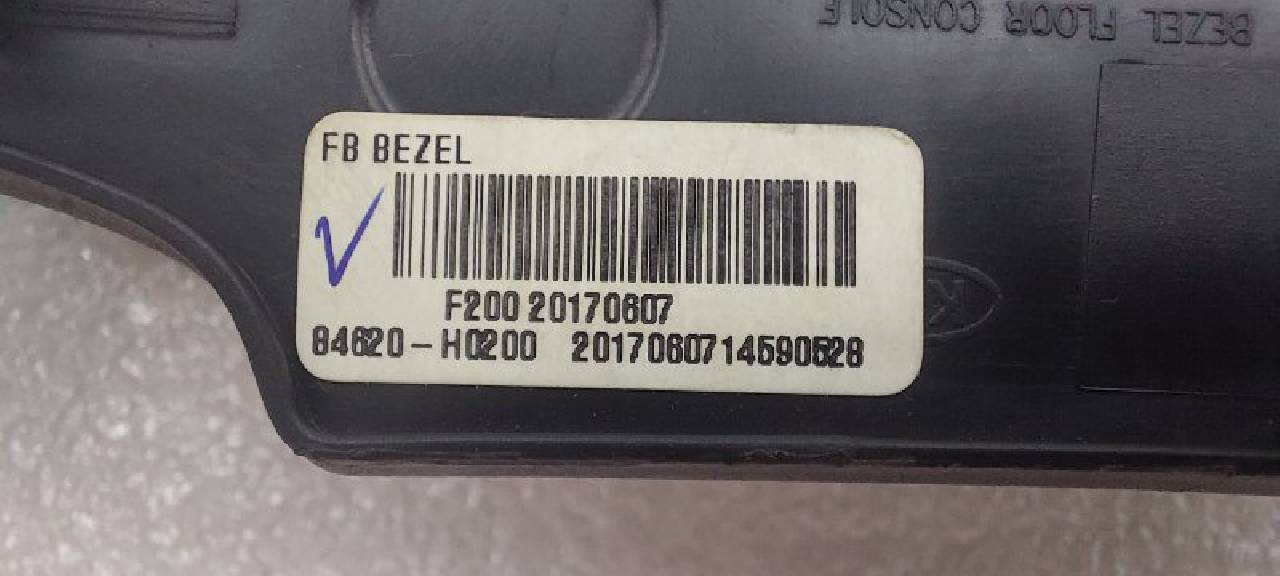 BEZEL FLOOR CONSOLE
FB BEZEL
F200 20170607
84620-H0200 2017060714590528
K